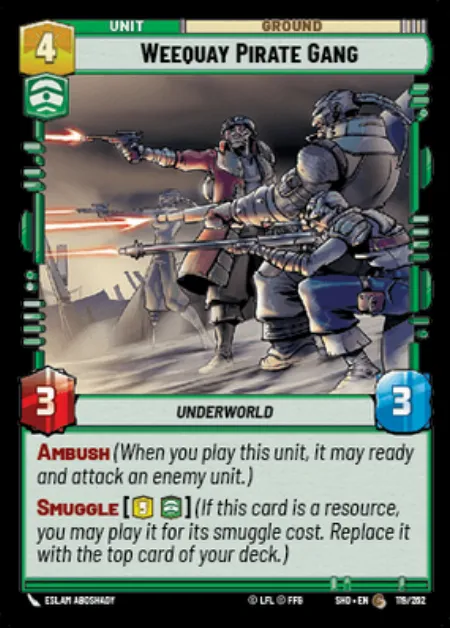 UNIT
GROUND
4
WEEQUAY PIRATE GANG
3
UNDERWORLD
3
AMBUSH (When you play this unit, it may ready
and attack an enemy unit.)
SMUGGLE [ ] (If this card is a resource,
you may play it for its smuggle cost. Replace it
with the top card of your deck.)
ESLAM ABOSHADY
© LFL © FFG
SHD • EN
119/262